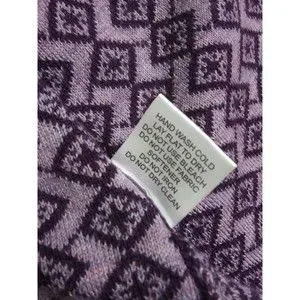 HAND WASH COLD
LAY FLAT TO DRY
DO NOT USE BLEACH
DO NOT USE FABRIC
SOFTENER
DO NOT IRON
DO NOT DRY CLEAN